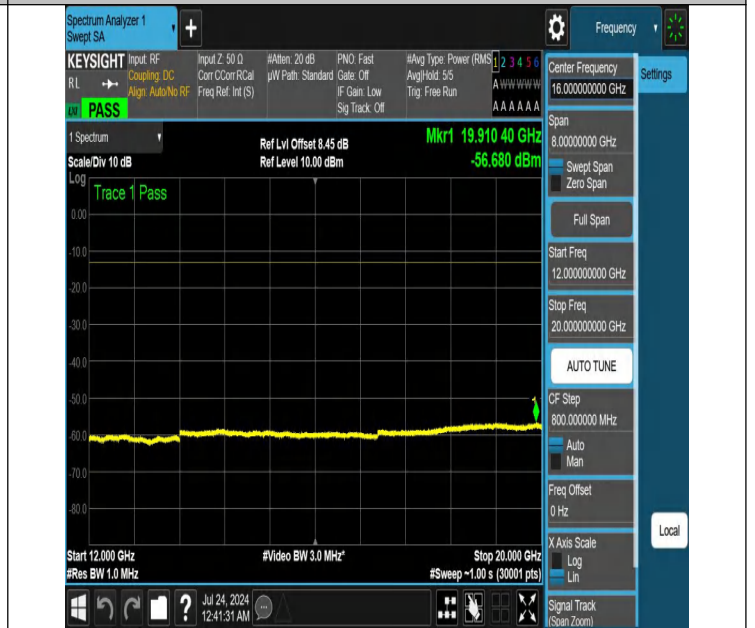 Spectrum Analyzer 1
Swept SA
+
Frequency
KEYSIGHT
RL
PASS
Input: RF
Coupling: DC
Align: Auto/No RF
Input Z: 50 Ω
Corr CCorr RCal
Freq Ref: Int (S)
#Atten: 20 dB
µW Path: Standard
PNO: Fast
Gate: Off
IF Gain: Low
Sig Track: Off
#Avg Type: Power (RMS
Avg|Hold: 5/5
Trig: Free Run
1 2 3 4 5 6
A W W W W W
A A A A A A
1 Spectrum
Scale/Div 10 dB
Ref Lvl Offset 8.45 dB
Ref Level 10.00 dBm
Mkr1 19.910 40 GHz
-56.680 dBm
Log
Trace 1 Pass
0.00
-10.0
-20.0
-30.0
-40.0
-50.0
-60.0
-70.0
-80.0
1
Start 12.000 GHz
#Res BW 1.0 MHz
#Video BW 3.0 MHz*
Stop 20.000 GHz
#Sweep ~1.00 s (30001 pts)
Center Frequency
16.000000000 GHz
Settings
Span
8.00000000 GHz
Swept Span
Zero Span
Full Span
Start Freq
12.000000000 GHz
Stop Freq
20.000000000 GHz
AUTO TUNE
CF Step
800.000000 MHz
Auto
Man
Freq Offset
0 Hz
X Axis Scale
Log
Lin
Local
Signal Track
(Span Zoom)
?
Jul 24, 2024
12:41:31 AM